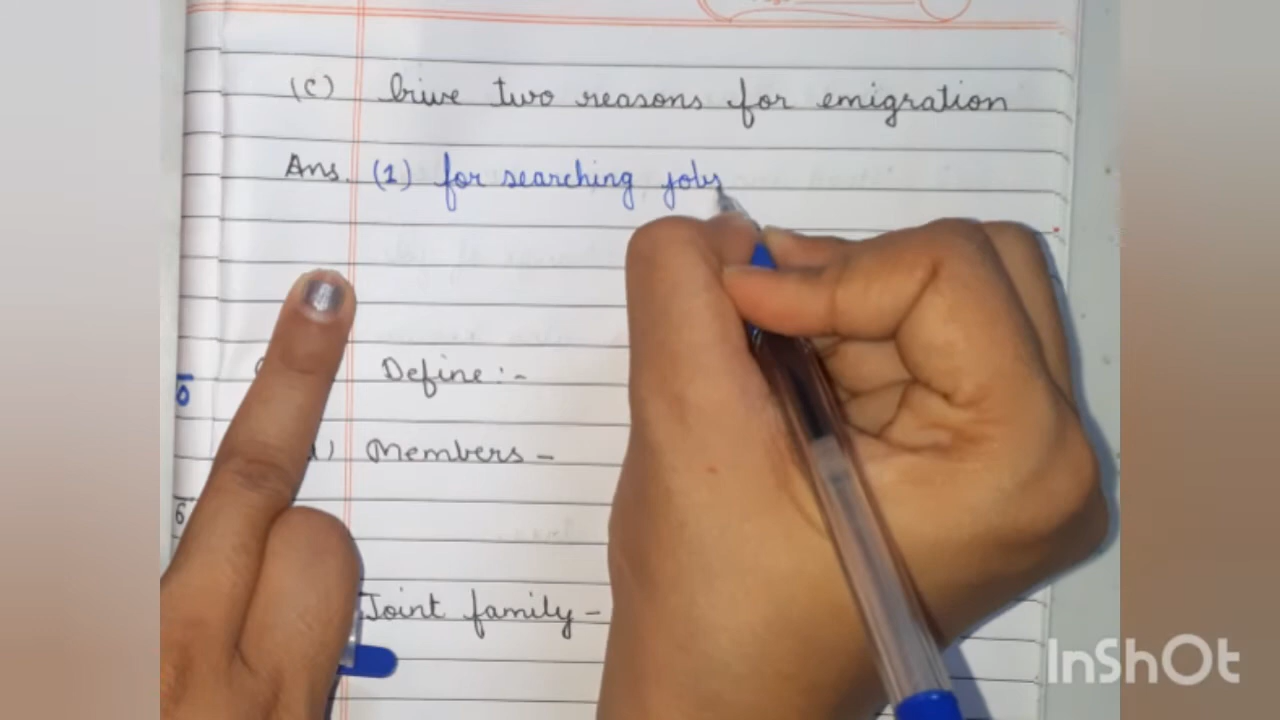 (C) Give two reasons for emigration
Ans. (1) for searching jobs
Define :-
Members -
Joint family -
InShOt